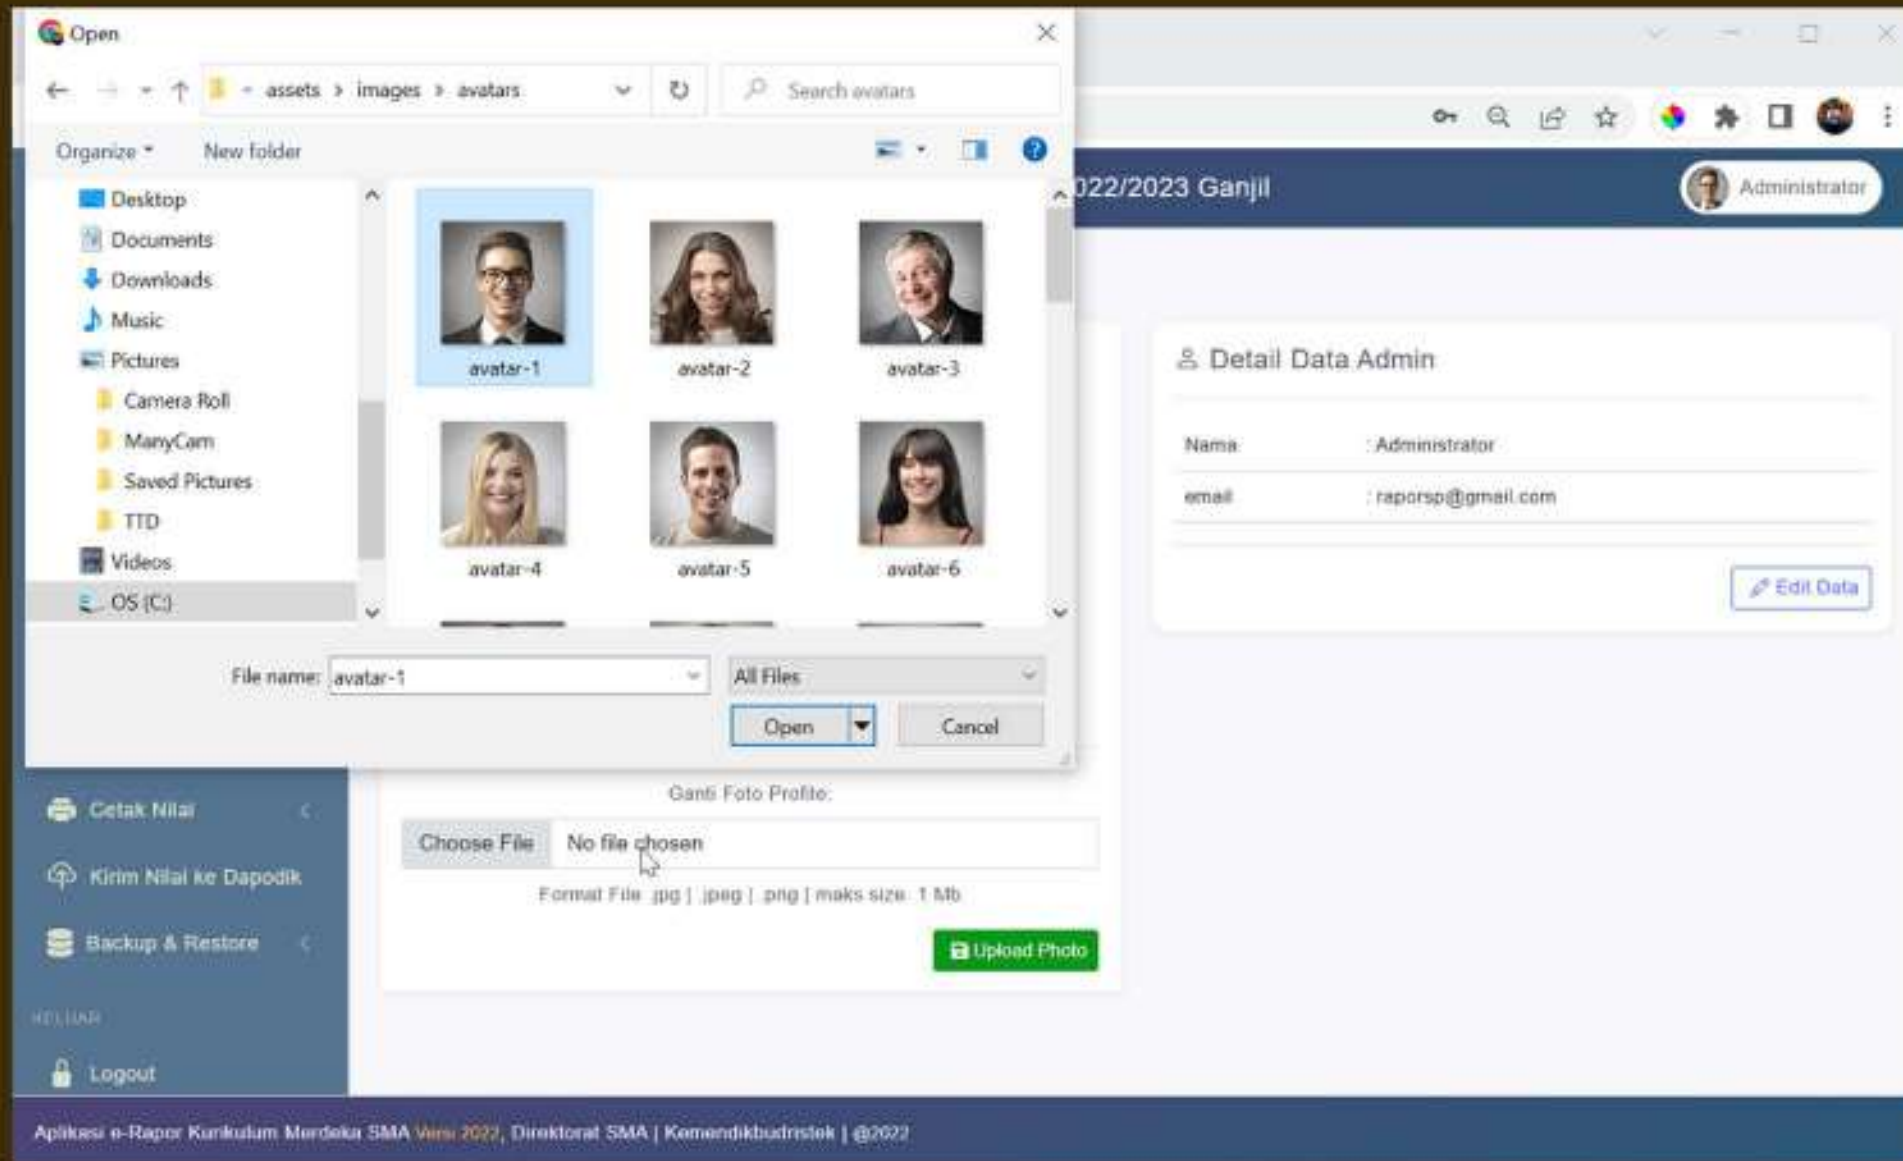 Open
assets > images > avatars
Search avatars
Organize
New folder
Desktop
Documents
Downloads
Music
Pictures
Camera Roll
ManyCam
Saved Pictures
TTD
Videos
OS (C:)
avatar-1
avatar-2
avatar-3
avatar-4
avatar-5
avatar-6
File name: avatar-1
All Files
Open
Cancel
022/2023 Ganjil
Administrator
Detail Data Admin
Nama : Administrator
email : raporsp@gmail.com
Edit Data
Cetak Nilai
Kirim Nilai ke Dapodik
Backup & Restore
KELUAR
Logout
Ganti Foto Profile:
Choose File No file chosen
Format File .jpg | .jpeg | .png | maks size. 1 Mb
Upload Photo
Aplikasi e-Rapor Kurikulum Merdeka SMA Versi 2022, Direktorat SMA | Kemendikbudristek | @2022